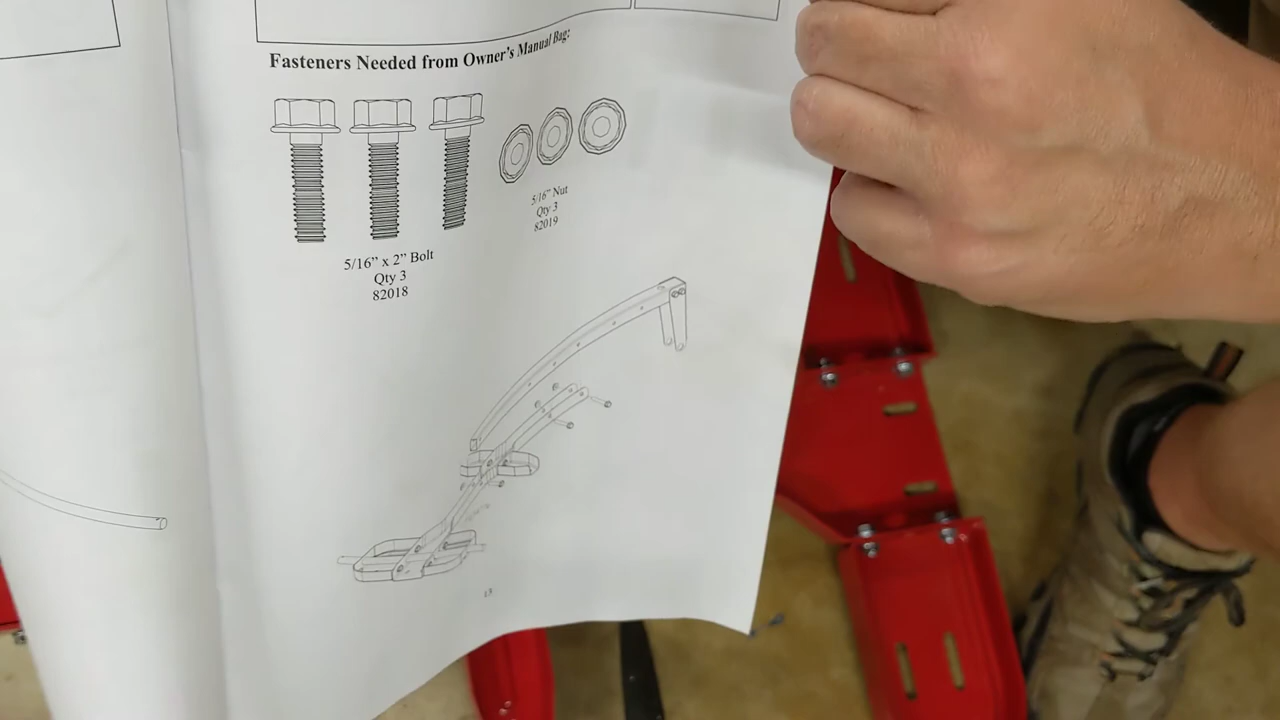 Fasteners Needed from Owner's Manual Bag:
5/16" Nut
Qty 3
82019
5/16” x 2” Bolt
Qty 3
82018
13